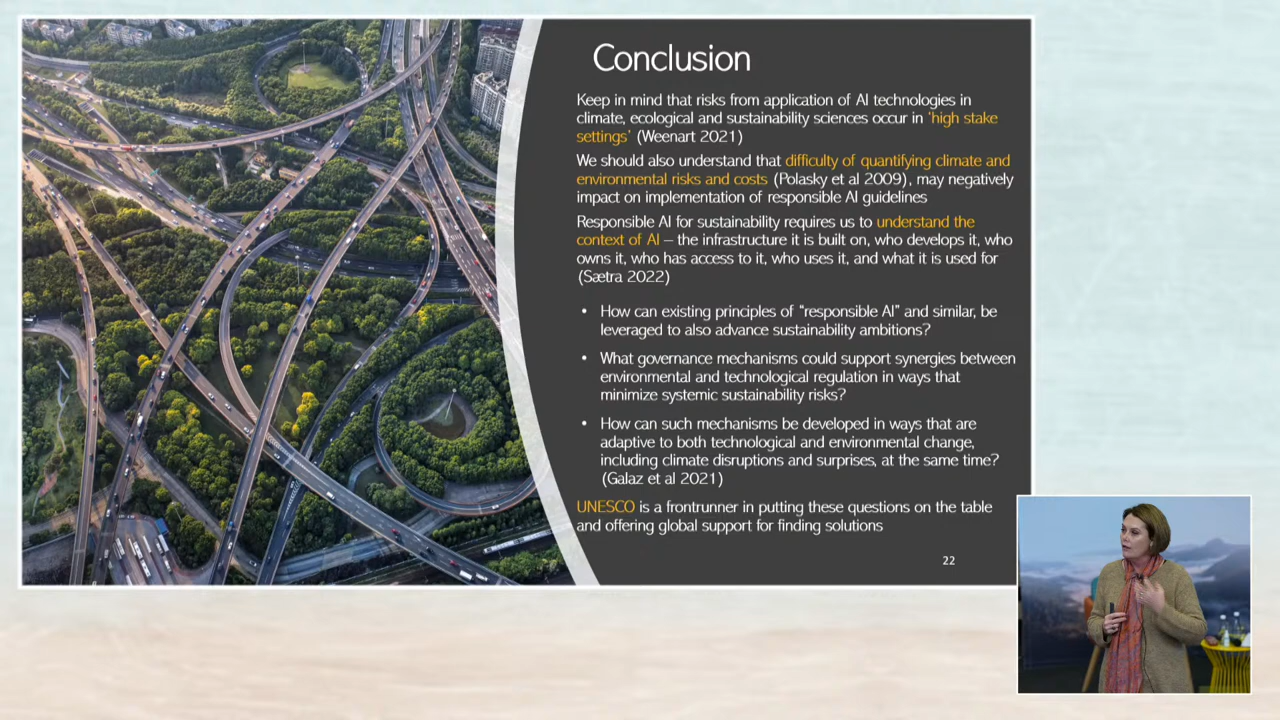 Conclusion
Keep in mind that risks from application of AI technologies in
climate, ecological and sustainability sciences occur in 'high stake
settings' (Weenart 2021)
We should also understand that difficulty of quantifying climate and
environmental risks and costs (Polasky et al 2009), may negatively
impact on implementation of responsible AI guidelines
Responsible AI for sustainability requires us to understand the
context of AI – the infrastructure it is built on, who develops it, who
owns it, who has access to it, who uses it, and what it is used for
(Sætra 2022)
• How can existing principles of "responsible AI" and similar, be
leveraged to also advance sustainability ambitions?
• What governance mechanisms could support synergies between
environmental and technological regulation in ways that
minimize systemic sustainability risks?
• How can such mechanisms be developed in ways that are
adaptive to both technological and environmental change,
including climate disruptions and surprises, at the same time?
(Galaz et al 2021)
UNESCO is a frontrunner in putting these questions on the table
and offering global support for finding solutions
22